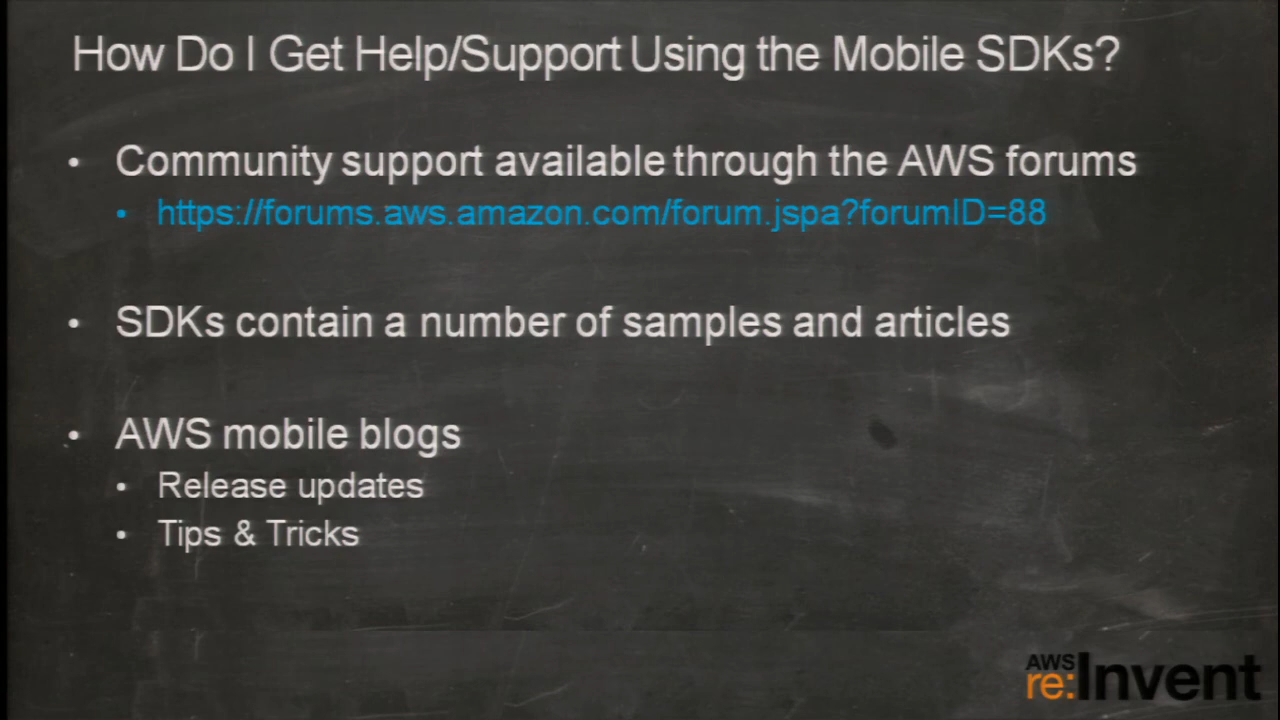 How Do I Get Help/Support Using the Mobile SDKs?
• Community support available through the AWS forums
• https://forums.aws.amazon.com/forum.jspa?forumID=88
• SDKs contain a number of samples and articles
• AWS mobile blogs
• Release updates
• Tips & Tricks
AWS
re:Invent